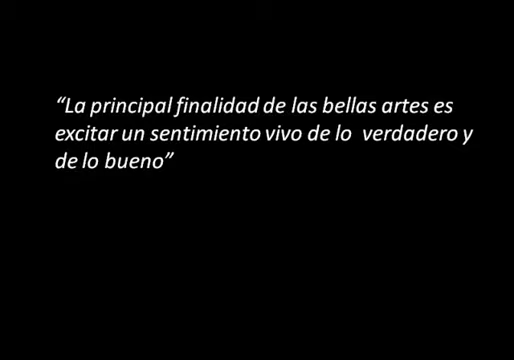 “La principal finalidad de las bellas artes es
excitar un sentimiento vivo de lo verdadero y
de lo bueno”